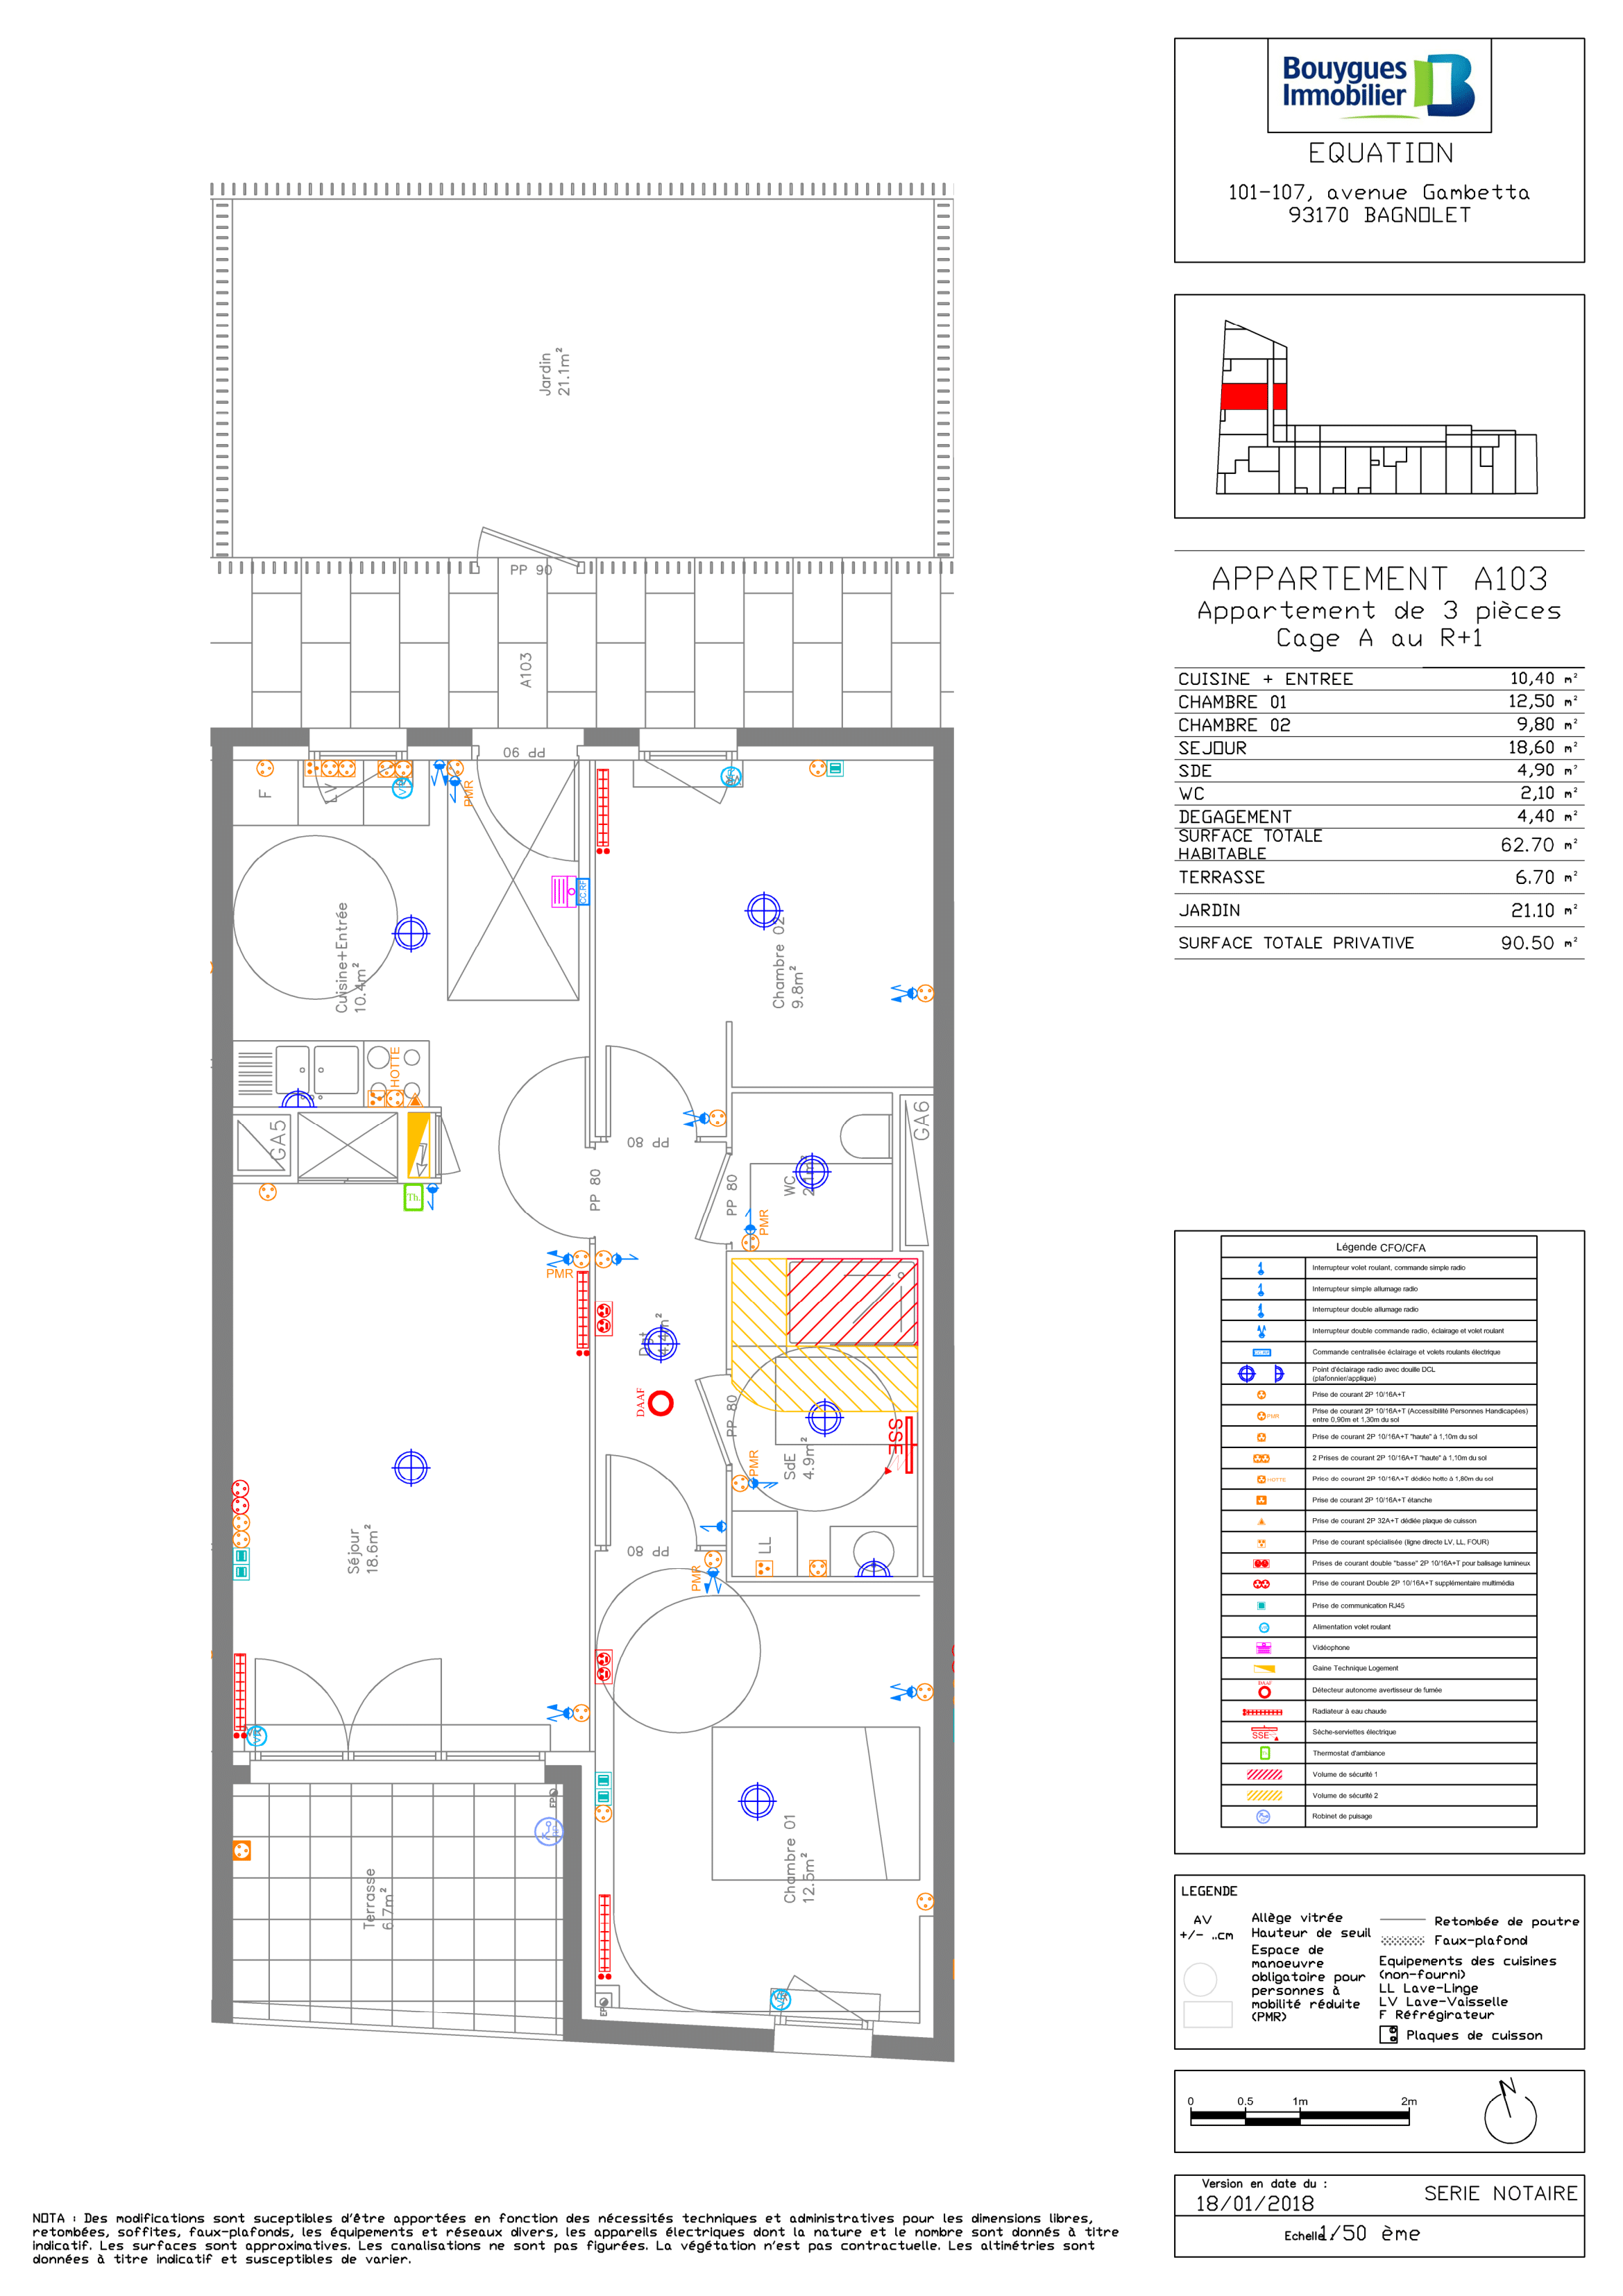 Bouygues
Immobilier
EQUATION
101-107, avenue Gambetta
93170 BAGNOLET
APPARTEMENT A103
Appartement de 3 pièces
Cage A au R+1
CUISINE + ENTREE 10,40 m²
CHAMBRE 01 12,50 m²
CHAMBRE 02 9,80 m²
SEJOUR 18,60 m²
SDE 4,90 m²
WC 2,10 m²
DEGAGEMENT 4,40 m²
SURFACE TOTALE
HABITABLE 62.70 m²
TERRASSE 6.70 m²
JARDIN 21.10 m²
SURFACE TOTALE PRIVATIVE 90.50 m²
Légende CFO/CFA
Interrupteur volet roulant, commande simple radio
Interrupteur simple allumage radio
Interrupteur double allumage radio
Interrupteur double commande radio, éclairage et volet roulant
Commande centralisée éclairage et volets roulants électrique
Point d'éclairage radio avec douille DCL
(plafonnier/applique)
Prise de courant 2P 10/16A+T
PMR
Prise de courant 2P 10/16A+T (Accessibilité Personnes Handicapées)
entre 0,90m et 1,30m du sol
Prise de courant 2P 10/16A+T "haute" à 1,10m du sol
2 Prises de courant 2P 10/16A+T "haute" à 1,10m du sol
HOTTE
Prise de courant 2P 10/16A+T dédiée hotte à 1,80m du sol
Prise de courant 2P 10/16A+T étanche
Prise de courant 2P 32A+T dédiée plaque de cuisson
Prise de courant spécialisée (ligne directe LV, LL, FOUR)
Prises de courant double "basse" 2P 10/16A+T pour balisage lumineux
Prise de courant Double 2P 10/16A+T supplémentaire multimédia
Prise de communication RJ45
Alimentation volet roulant
Vidéophone
Gaine Technique Logement
DAAF
Détecteur autonome avertisseur de fumée
Radiateur à eau chaude
SSE
Sèche-serviettes électrique
Thermostat d'ambiance
Volume de sécurité 1
Volume de sécurité 2
Robinet de puisage
LEGENDE
AV
+/- ..cm
Allège vitrée
Hauteur de seuil
Espace de
manoeuvre
obligatoire pour
personnes à
mobilité réduite
(PMR)
Retombée de poutre
Faux-plafond
Equipements des cuisines
(non-fourni)
LL Lave-Linge
LV Lave-Vaisselle
F Réfrégirateur
Plaques de cuisson
0 0.5 1m 2m
N
Version en date du :
18/01/2018
SERIE NOTAIRE
Echelle : 1/50 ème
Jardin
21.1m²
PP 90
A103
PP 90
F
LV
VR
PMR
VR
CC RF
Cuisine+Entrée
10.4m²
Chambre 02
9.8m²
HOTTE
GA5
Th.
PP 80
PP 80
PP 80
GA6
WC
2.1m²
PMR
PMR
Dgt
4.4m²
DAAF
PP 80
SSE
SdE
4.9m²
PMR
LL
PP 80
PMR
Séjour
18.6m²
VR
EP
Terrasse
6.7m²
Chambre 01
12.5m²
EP
VR
NOTA : Des modifications sont suceptibles d'être apportées en fonction des nécessités techniques et administratives pour les dimensions libres,
retombées, soffites, faux-plafonds, les équipements et réseaux divers, les appareils électriques dont la nature et le nombre sont donnés à titre
indicatif. Les surfaces sont approximatives. Les canalisations ne sont pas figurées. La végétation n'est pas contractuelle. Les altimétries sont
données à titre indicatif et susceptibles de varier.